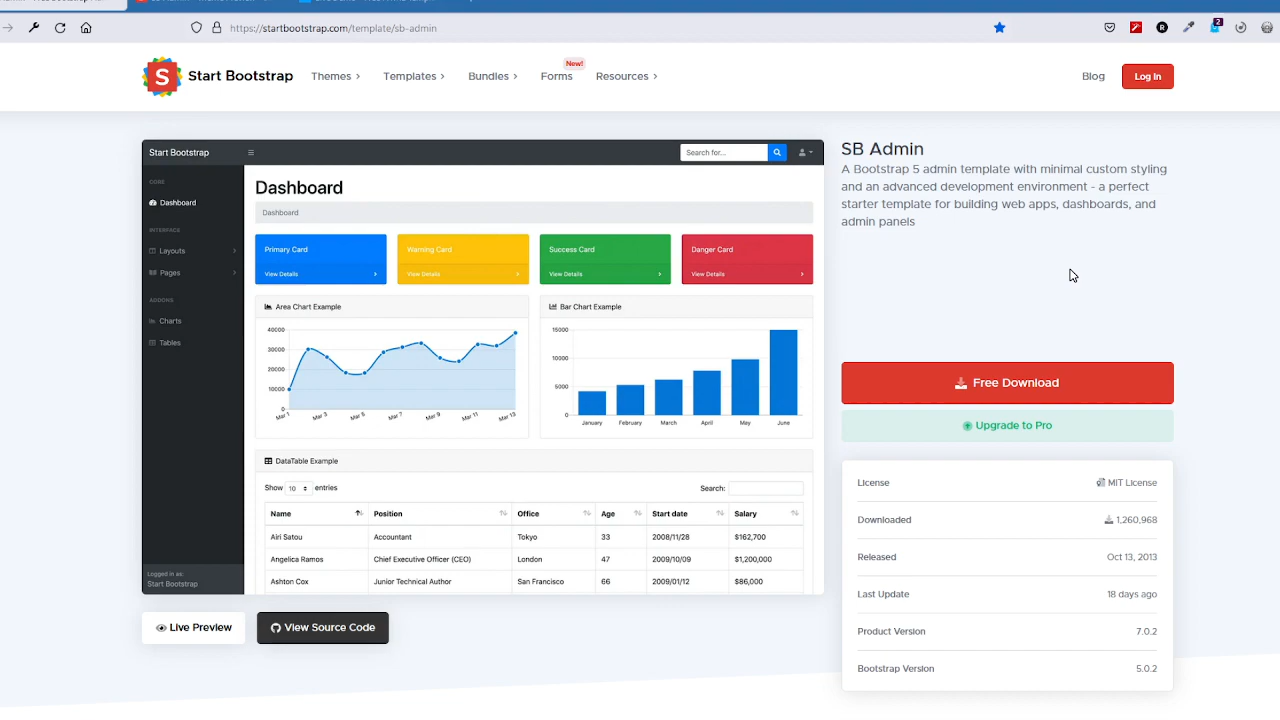 https://startbootstrap.com/template/sb-admin
2
S
Start Bootstrap
Themes
Templates
Bundles
New!
Forms
Resources
Blog
Log In
Start Bootstrap
Search for...
CORE
Dashboard
INTERFACE
Layouts
Pages
ADDONS
Charts
Tables
Logged in as:
Start Bootstrap
Dashboard
Dashboard
Primary Card
View Details
Warning Card
View Details
Success Card
View Details
Danger Card
View Details
Area Chart Example
40000
30000
20000
10000
0
Mar 1
Mar 3
Mar 5
Mar 7
Mar 9
Mar 11
Mar 13
Bar Chart Example
15000
10000
5000
0
January
February
March
April
May
June
DataTable Example
Show 10 entries
Search:
Name Position Office Age Start date Salary
Airi Satou Accountant Tokyo 33 2008/11/28 $162,700
Angelica Ramos Chief Executive Officer (CEO) London 47 2009/10/09 $1,200,000
Ashton Cox Junior Technical Author San Francisco 66 2009/01/12 $86,000
Live Preview
View Source Code
SB Admin
A Bootstrap 5 admin template with minimal custom styling
and an advanced development environment - a perfect
starter template for building web apps, dashboards, and
admin panels
Free Download
Upgrade to Pro
License MIT License
Downloaded 1,260,968
Released Oct 13, 2013
Last Update 18 days ago
Product Version 7.0.2
Bootstrap Version 5.0.2